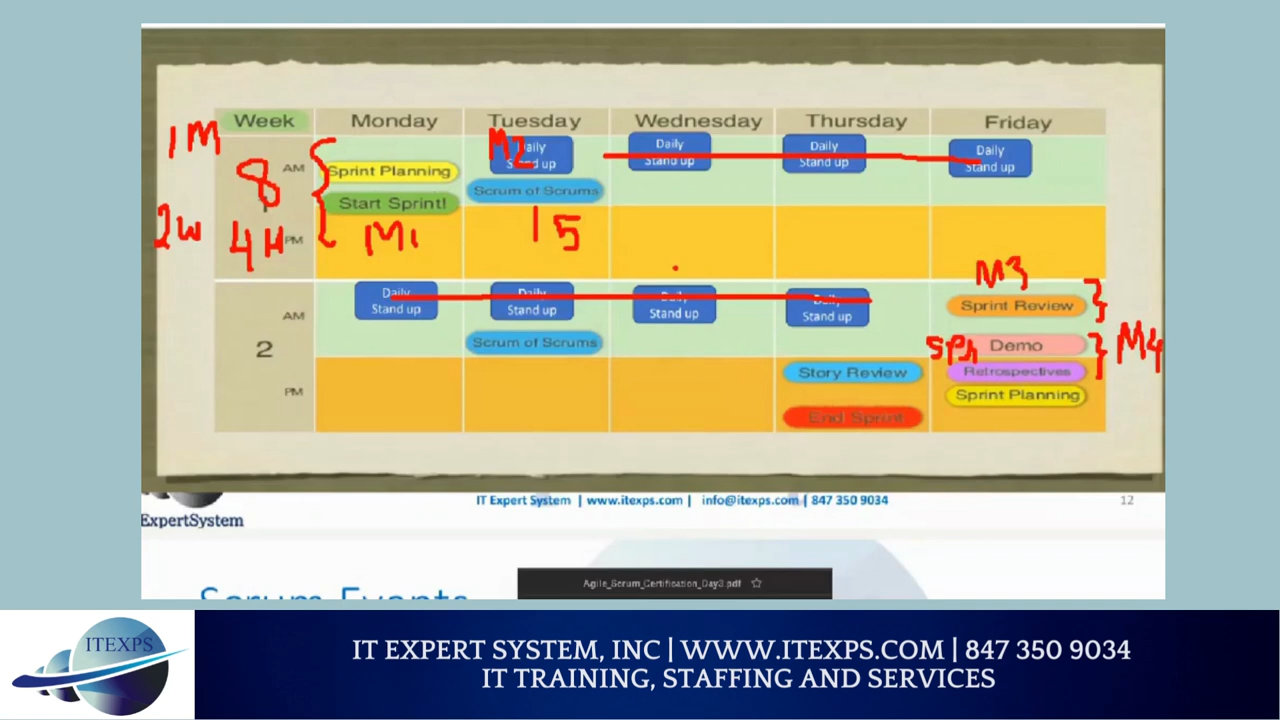 Week Monday Tuesday Wednesday Thursday Friday
1M
8
2W
4H
AM
PM
Sprint Planning
Start Sprint!
M1
M2
Daily
Stand up
Scrum of Scrums
15
Daily
Stand up
Daily
Stand up
Daily
Stand up
2
AM
PM
Daily
Stand up
Daily
Stand up
Scrum of Scrums
Daily
Stand up
Daily
Stand up
Story Review
End Sprint
M3
Sprint Review
Demo
Retrospectives
Sprint Planning
M4
IT Expert System | www.itexps.com | info@itexps.com | 847 350 9034
12
ExpertSystem
Scrum Events
Agile_Scrum_Certification_Day3.pdf
ITEXPS
IT EXPERT SYSTEM, INC | WWW.ITEXPS.COM | 847 350 9034
IT TRAINING, STAFFING AND SERVICES